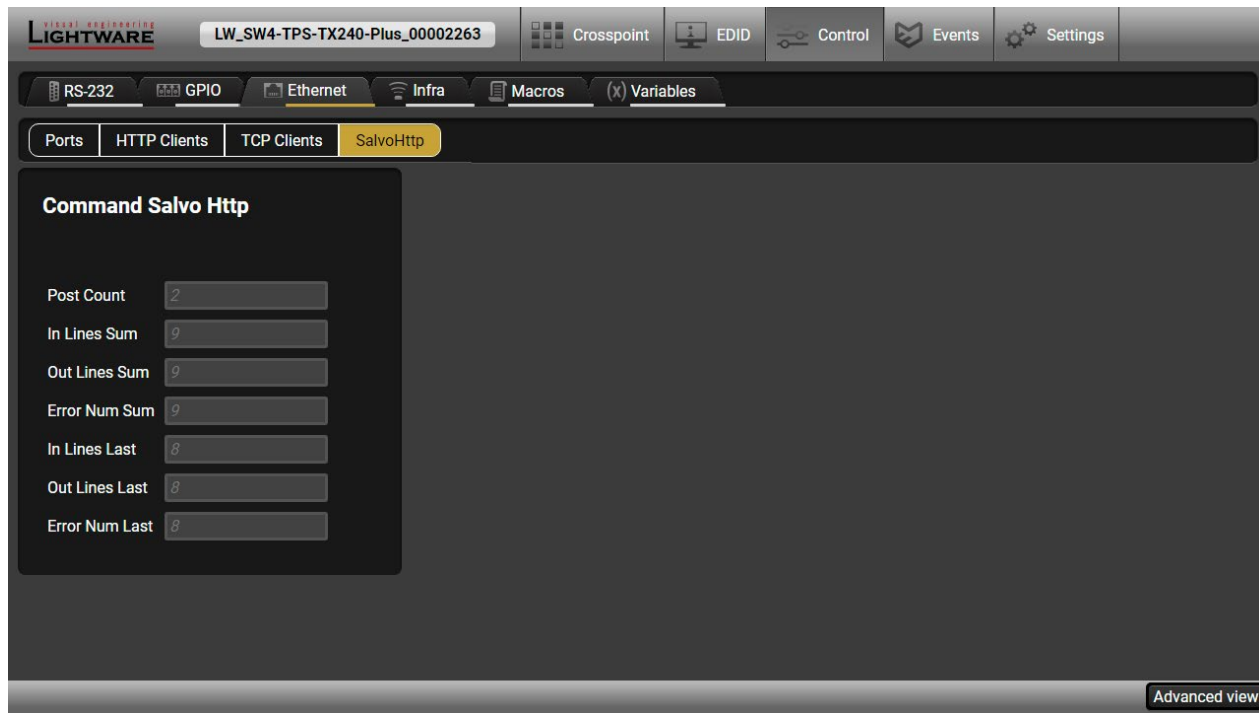 visual engineering
LIGHTWARE
LW_SW4-TPS-TX240-Plus_00002263
Crosspoint
EDID
Control
Events
Settings
RS-232
GPIO
Ethernet
Infra
Macros
(x) Variables
Ports
HTTP Clients
TCP Clients
SalvoHttp
Command Salvo Http
Post Count 2
In Lines Sum 9
Out Lines Sum 9
Error Num Sum 9
In Lines Last 8
Out Lines Last 8
Error Num Last 8
Advanced view